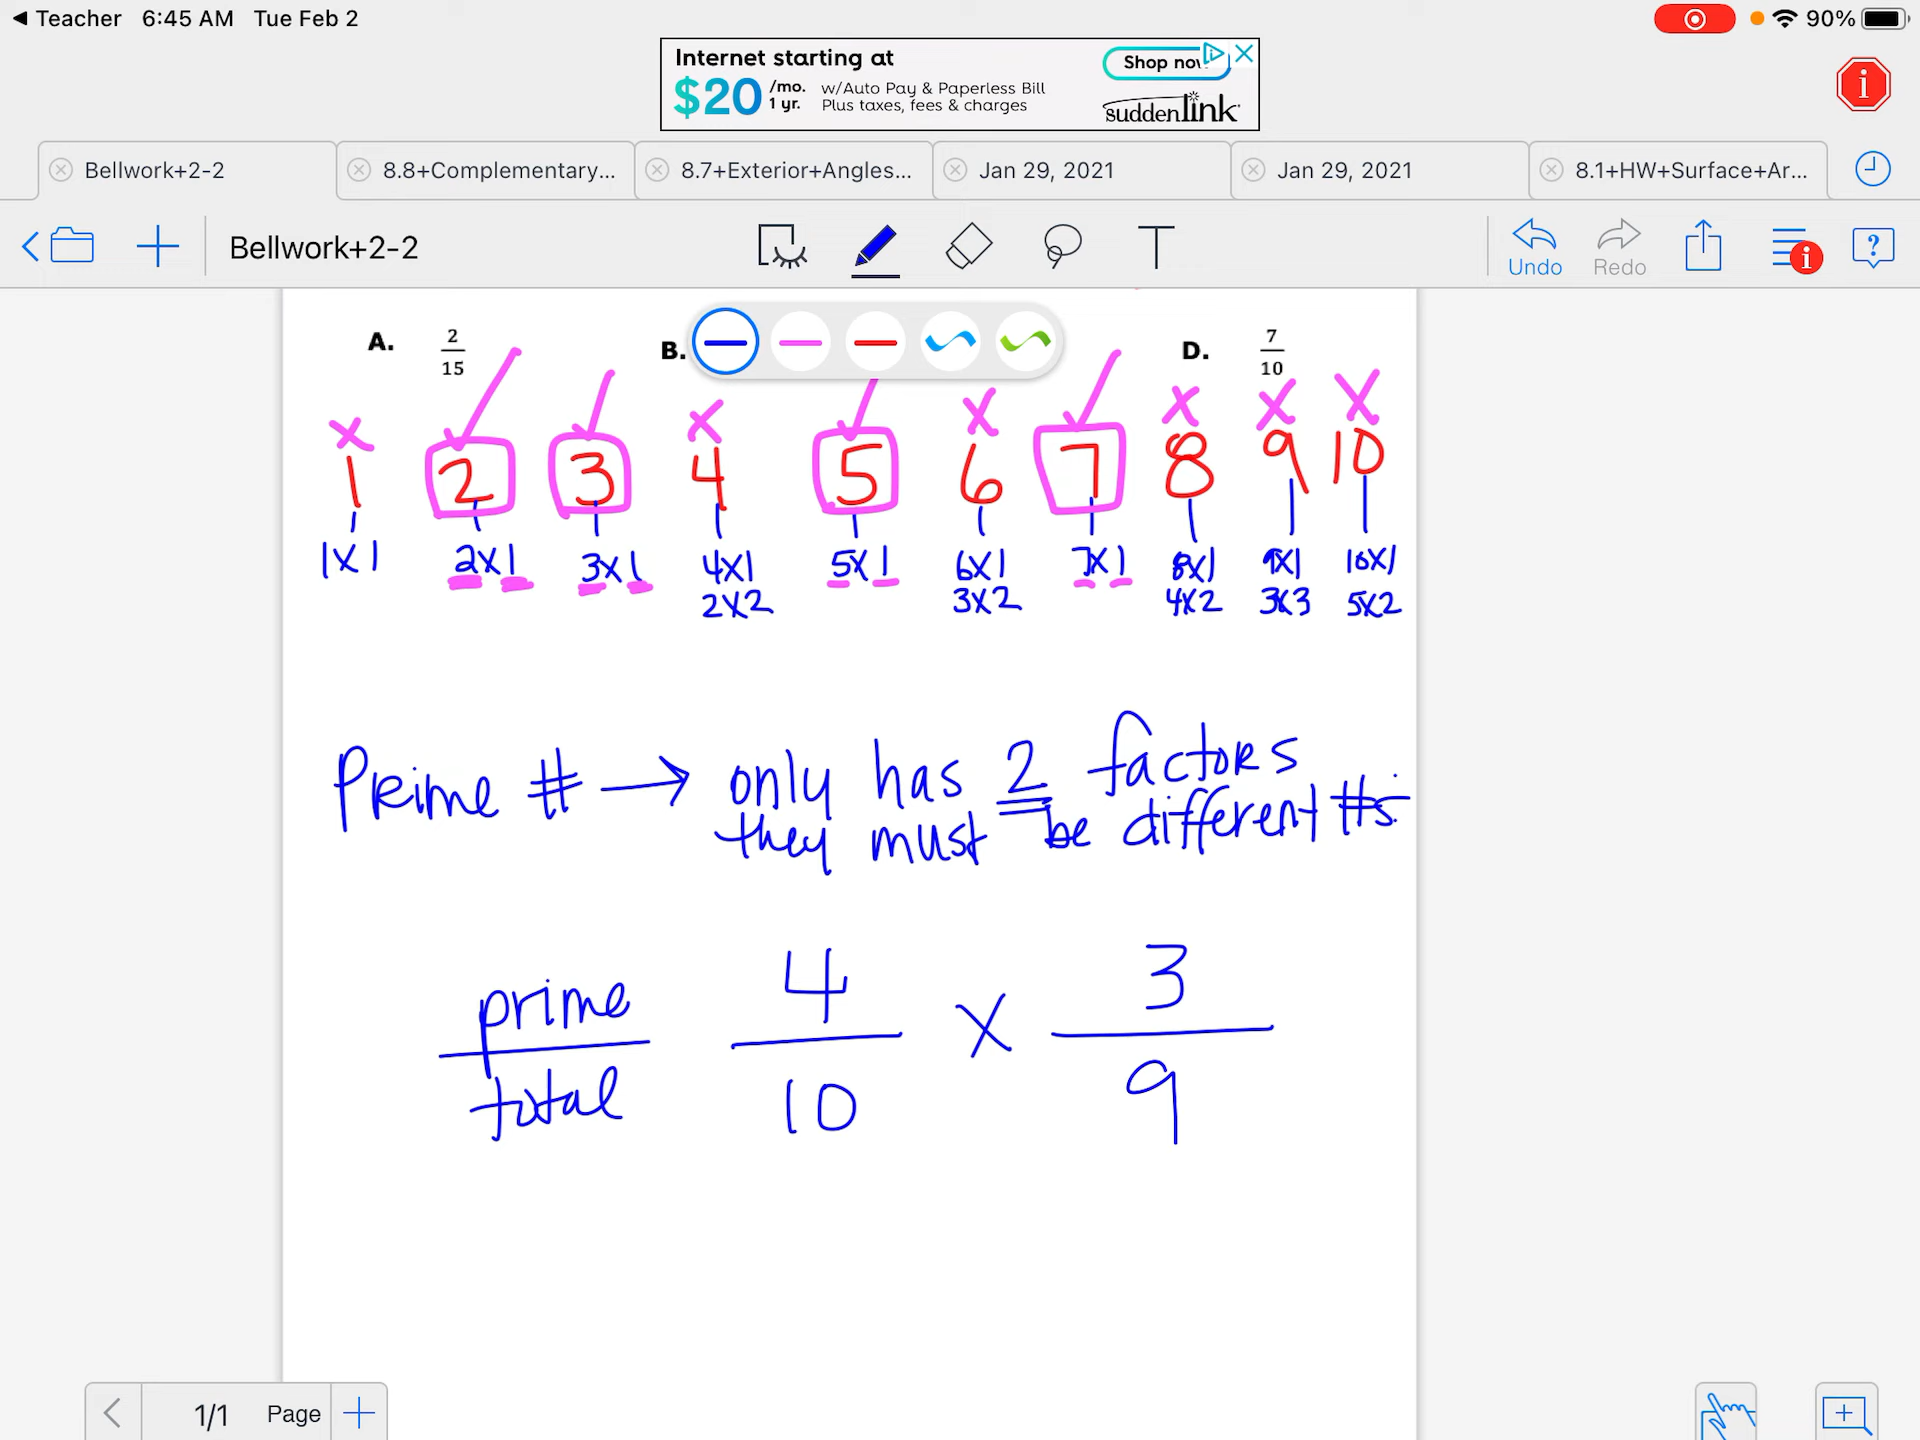 Teacher 6:45 AM Tue Feb 2
90%
Internet starting at
$20 /mo. 1 yr.
w/Auto Pay & Paperless Bill
Plus taxes, fees & charges
Shop now
suddenlink
Bellwork+2-2
8.8+Complementary...
8.7+Exterior+Angles...
Jan 29, 2021
Jan 29, 2021
8.1+HW+Surface+Ar...
Bellwork+2-2
T
Undo
Redo
A. 2/15
B.
D. 7/10
X X X X X X
1 2 3 4 5 6 7 8 9 10
1X1 2X1 3X1 4X1 5X1 6X1 7X1 8X1 9X1 10X1
2X2 3X2 4X2 3X3 5X2
Prime # → only has 2 factors
they must be different #s
prime/total 4/10 X 3/9
1/1 Page